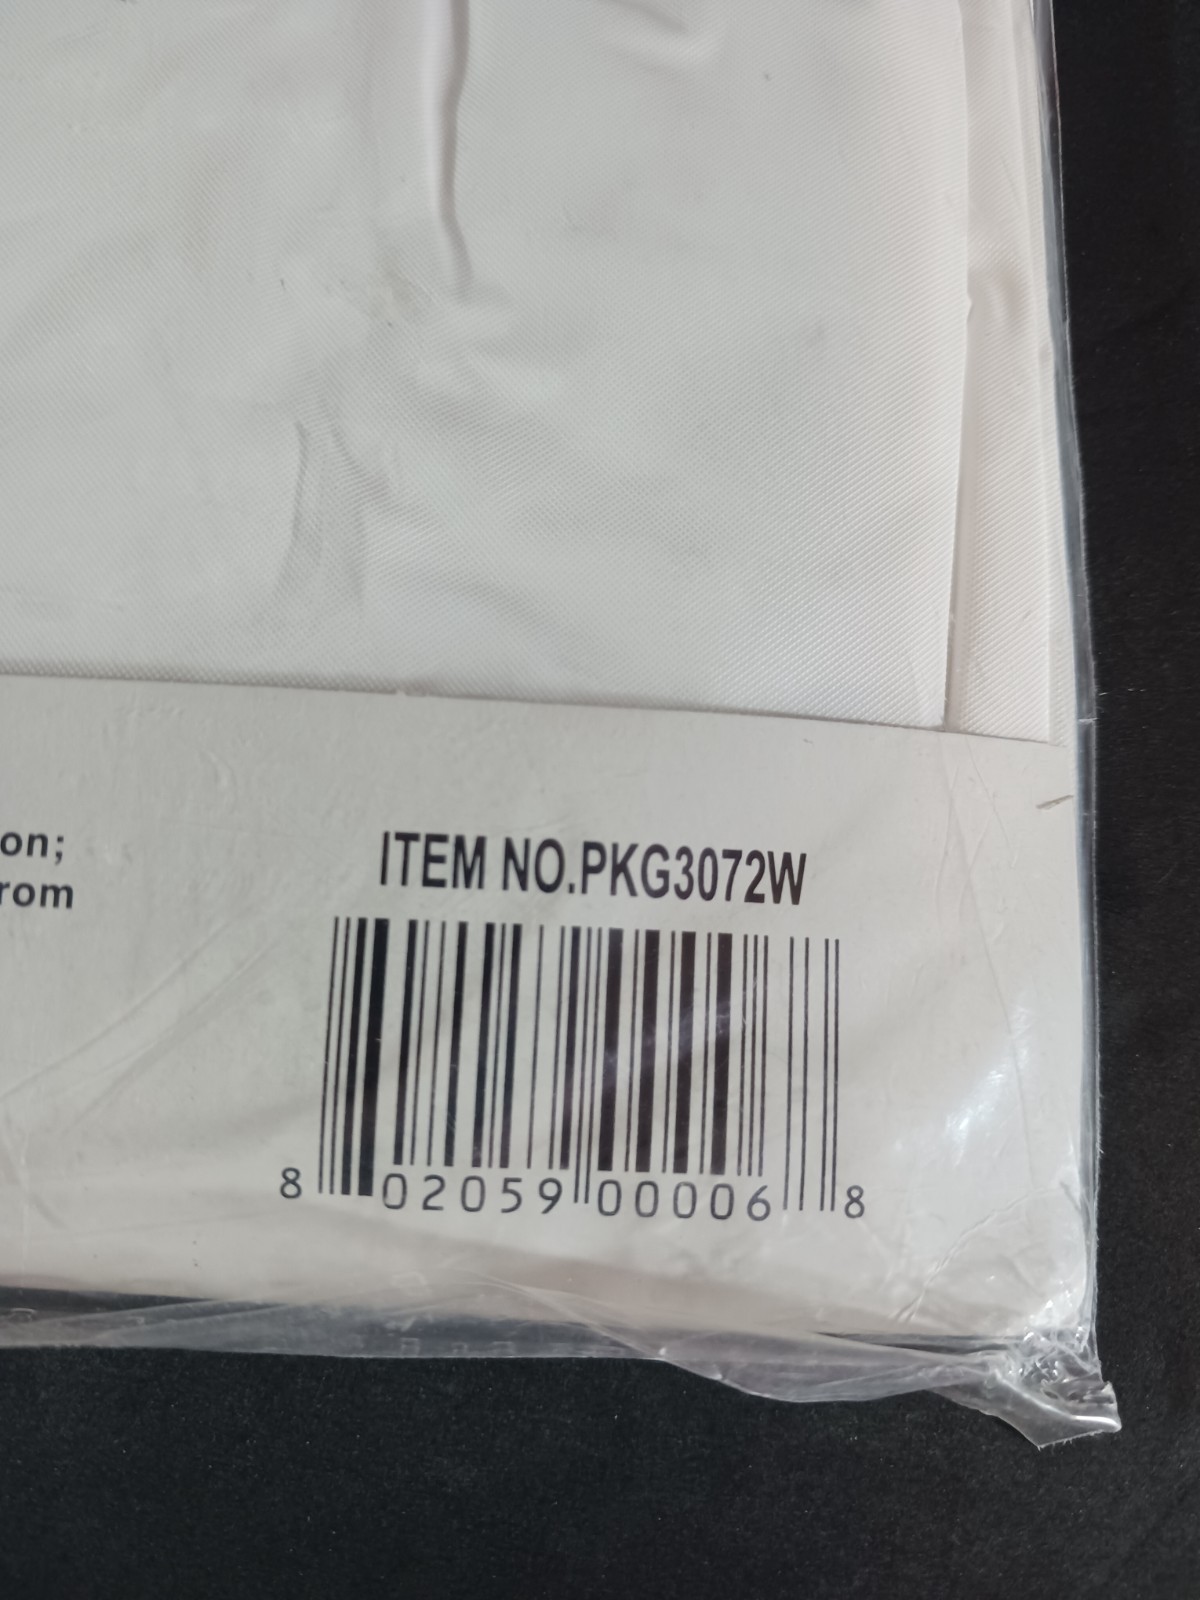 on;
rom
ITEM NO.PKG3072W
8 02059 00006 8